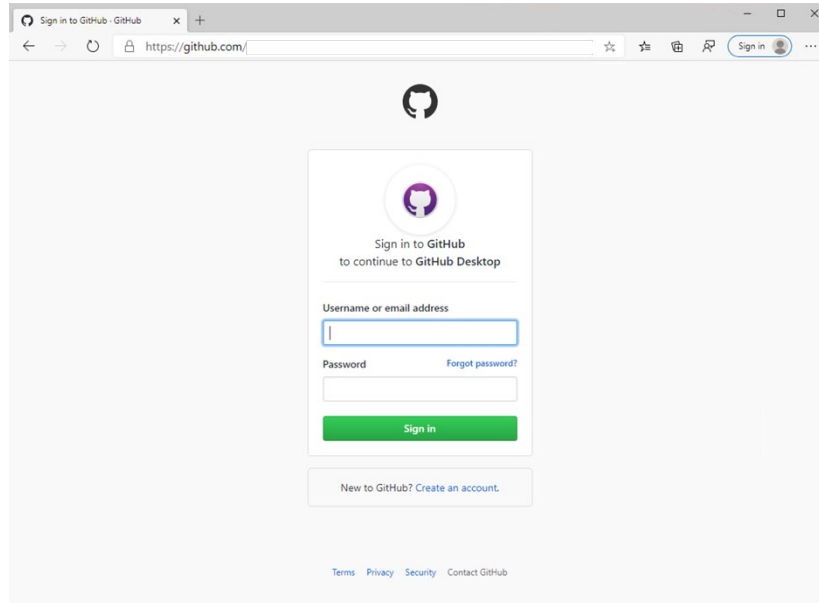 Sign in to GitHub · GitHub
https://github.com/
Sign in
Sign in to GitHub
to continue to GitHub Desktop
Username or email address
Password Forgot password?
Sign in
New to GitHub? Create an account.
Terms Privacy Security Contact GitHub